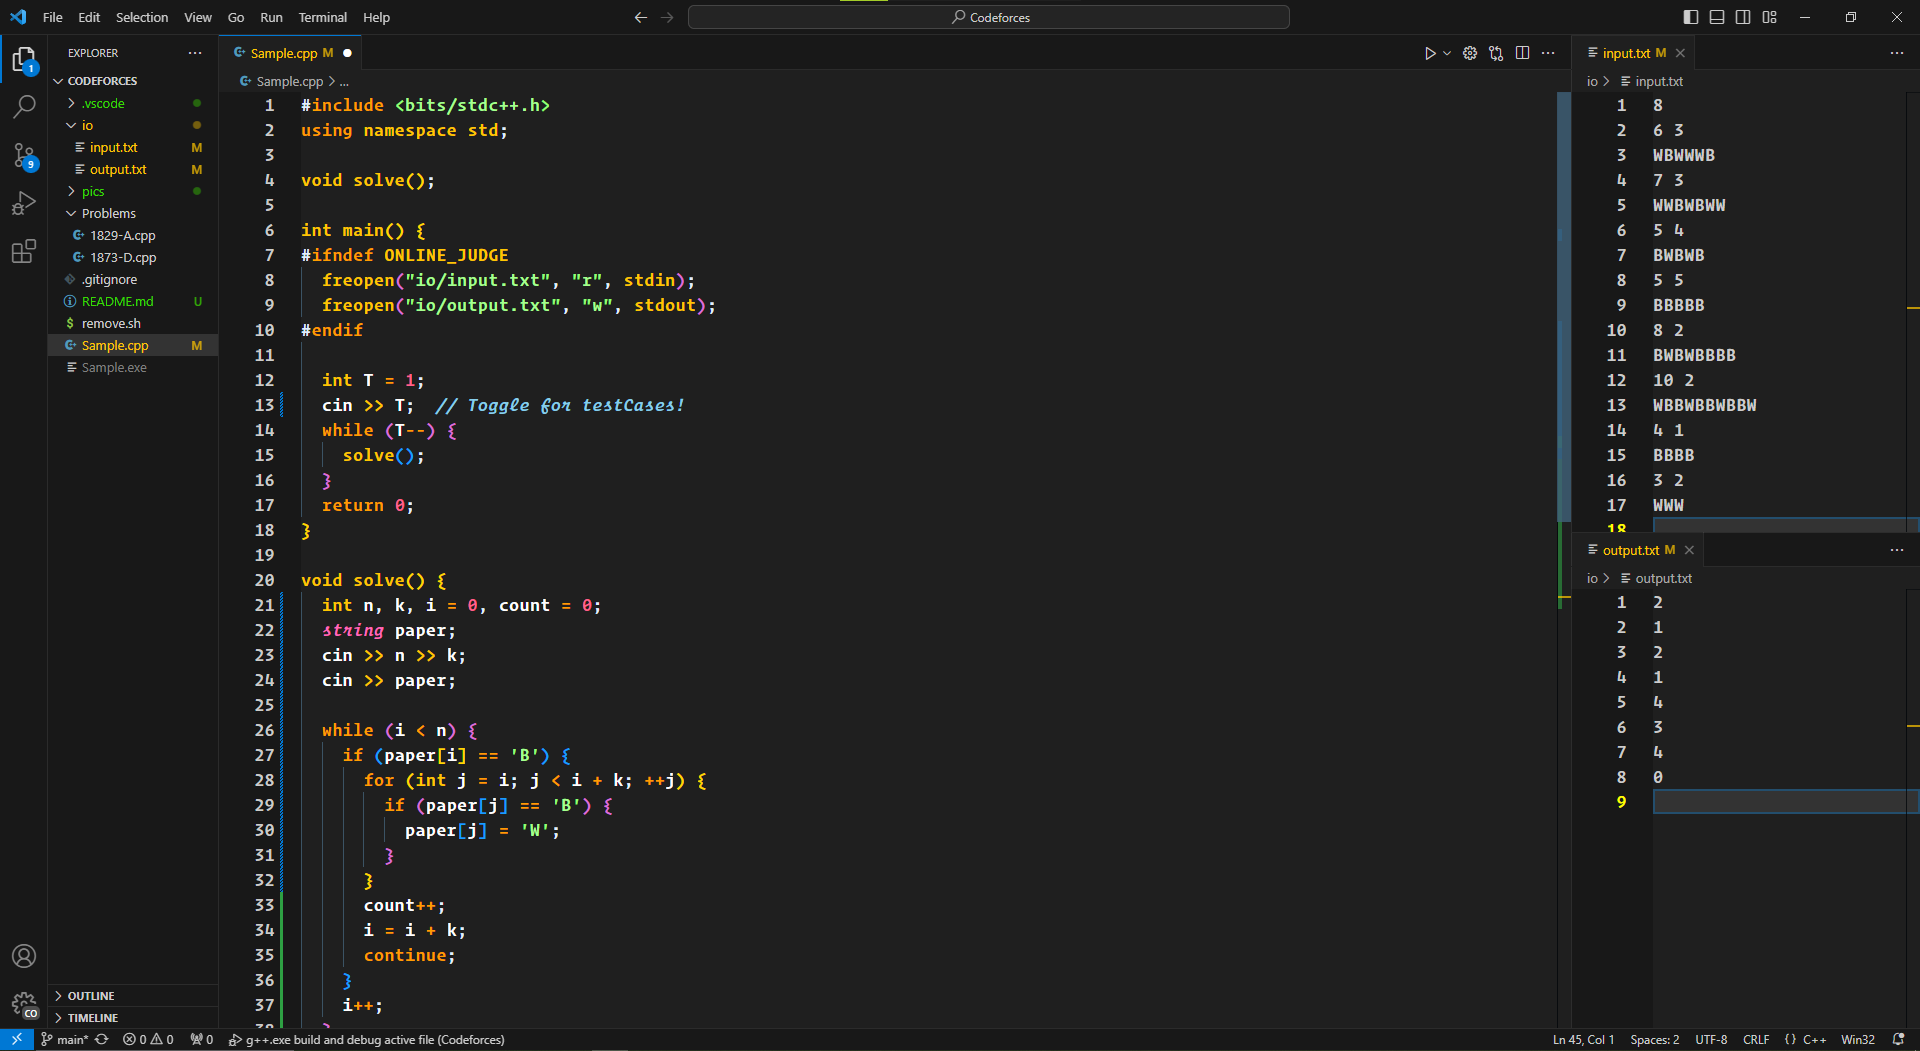 File Edit Selection View Go Run Terminal Help
Codeforces
EXPLORER
CODEFORCES
.vscode
io
input.txt M
output.txt M
pics
Problems
1829-A.cpp
1873-D.cpp
.gitignore
README.md U
remove.sh
Sample.cpp M
Sample.exe
OUTLINE
TIMELINE
1
9
CO
Sample.cpp M
Sample.cpp > ...
1 #include <bits/stdc++.h>
2 using namespace std;
3
4 void solve();
5
6 int main() {
7 #ifndef ONLINE_JUDGE
8 freopen("io/input.txt", "r", stdin);
9 freopen("io/output.txt", "w", stdout);
10 #endif
11
12 int T = 1;
13 cin >> T; // Toggle for testCases!
14 while (T--) {
15 solve();
16 }
17 return 0;
18 }
19
20 void solve() {
21 int n, k, i = 0, count = 0;
22 string paper;
23 cin >> n >> k;
24 cin >> paper;
25
26 while (i < n) {
27 if (paper[i] == 'B') {
28 for (int j = i; j < i + k; ++j) {
29 if (paper[j] == 'B') {
30 paper[j] = 'W';
31 }
32 }
33 count++;
34 i = i + k;
35 continue;
36 }
37 i++;
38 }
input.txt M
io > input.txt
1 8
2 6 3
3 WBWWWB
4 7 3
5 WWBWBWW
6 5 4
7 BWBWB
8 5 5
9 BBBBB
10 8 2
11 BWBWBBBB
12 10 2
13 WBBWBBWBBW
14 4 1
15 BBBB
16 3 2
17 WWW
18
output.txt M
io > output.txt
1 2
2 1
3 2
4 1
5 4
6 3
7 4
8 0
9
main* 0 0 0 g++.exe build and debug active file (Codeforces)
Ln 45, Col 1 Spaces: 2 UTF-8 CRLF {} C++ Win32